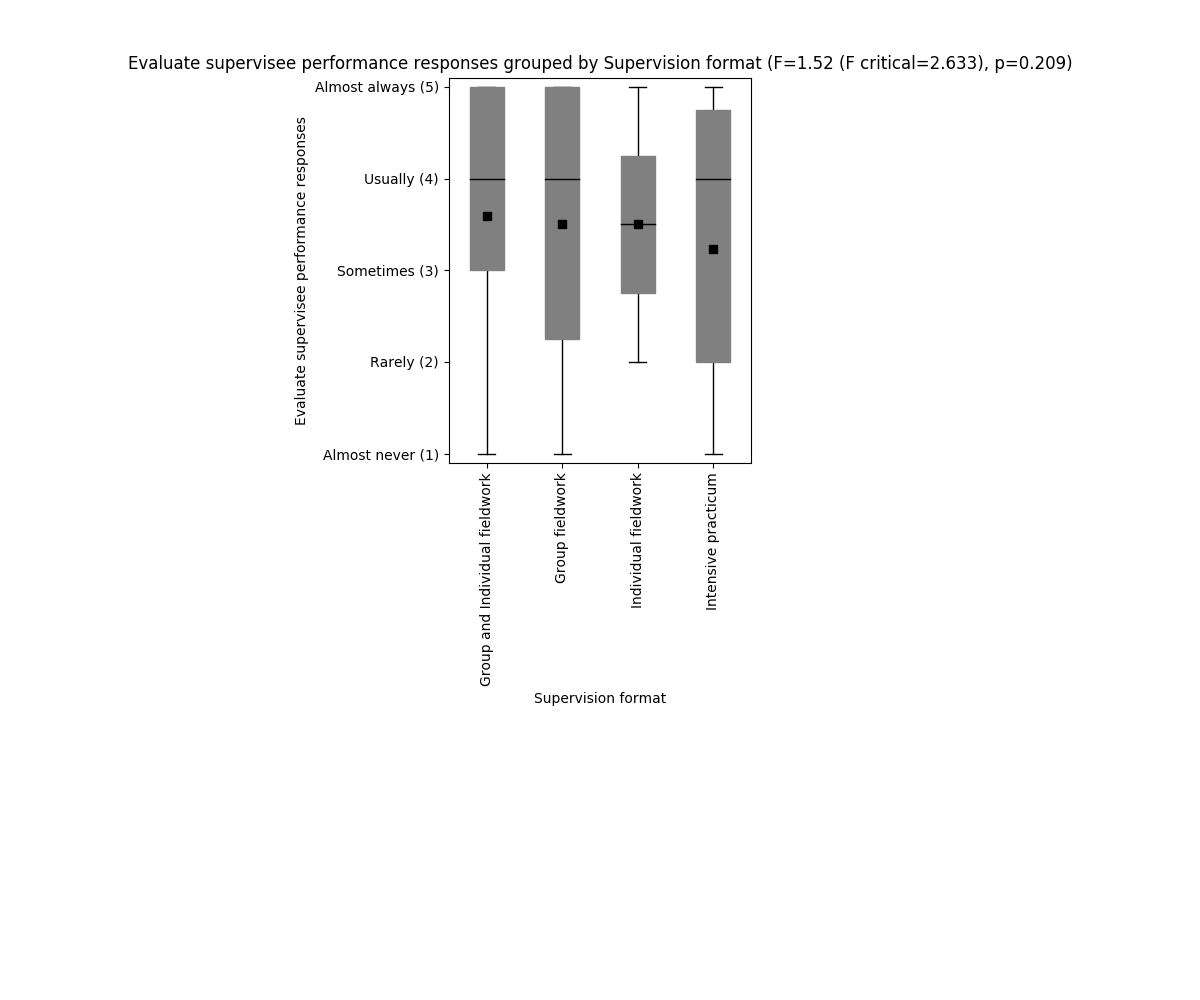 Evaluate supervisee performance responses grouped by Supervision format (F=1.52 (F critical=2.633), p=0.209)
Evaluate supervisee performance responses
Almost always (5)
Usually (4)
Sometimes (3)
Rarely (2)
Almost never (1)
Group and Individual fieldwork
Group fieldwork
Individual fieldwork
Intensive practicum
Supervision format